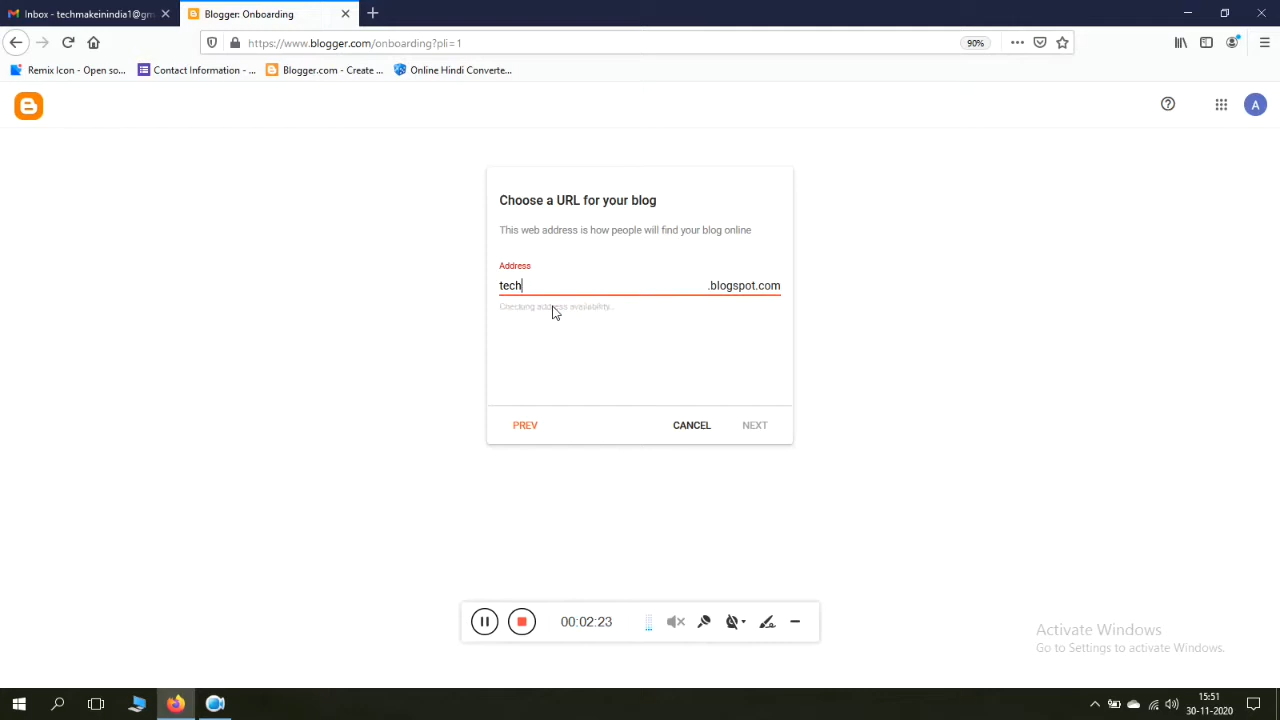 Inbox - techmakeinindia1@gm
Blogger: Onboarding
https://www.blogger.com/onboarding?pli=1
90%
Remix Icon - Open so...
Contact Information - ...
Blogger.com - Create ...
Online Hindi Converte...
A
Choose a URL for your blog
This web address is how people will find your blog online
Address
tech
.blogspot.com
Checking address availability...
PREV
CANCEL
NEXT
00:02:23
Activate Windows
Go to Settings to activate Windows.
15:51
30-11-2020